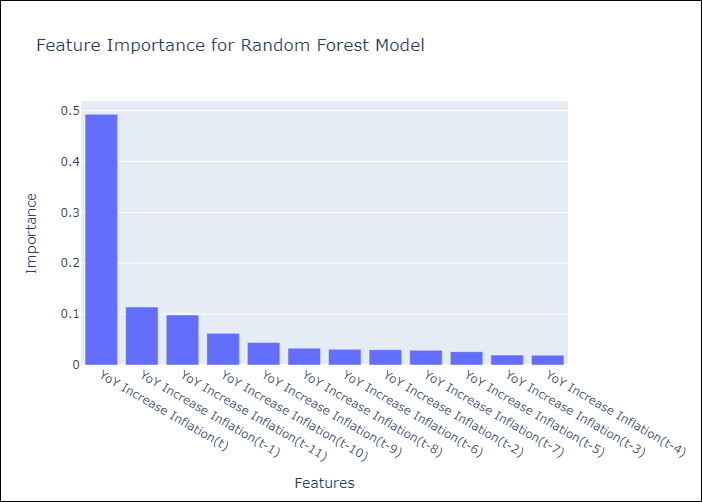 Feature Importance for Random Forest Model
Importance
0.5
0.4
0.3
0.2
0.1
0
YoY Increase Inflation(t)
YoY Increase Inflation(t-1)
YoY Increase Inflation(t-11)
YoY Increase Inflation(t-10)
YoY Increase Inflation(t-9)
YoY Increase Inflation(t-8)
YoY Increase Inflation(t-6)
YoY Increase Inflation(t-2)
YoY Increase Inflation(t-7)
YoY Increase Inflation(t-5)
YoY Increase Inflation(t-3)
YoY Increase Inflation(t-4)
Features